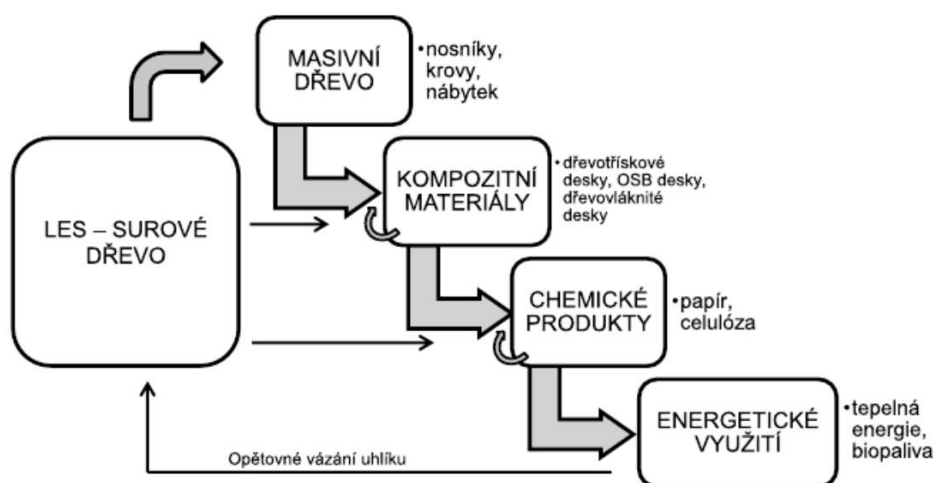 MASIVNÍ
DŘEVO
•nosníky,
krovy,
nábytek
LES – SUROVÉ
DŘEVO
KOMPOZITNÍ
MATERIÁLY
•dřevotřískové
desky, OSB desky,
dřevovláknité
desky
CHEMICKÉ
PRODUKTY
•papír,
celulóza
ENERGETICKÉ
VYUŽITÍ
•tepelná
energie,
biopaliva
Opětovné vázání uhlíku